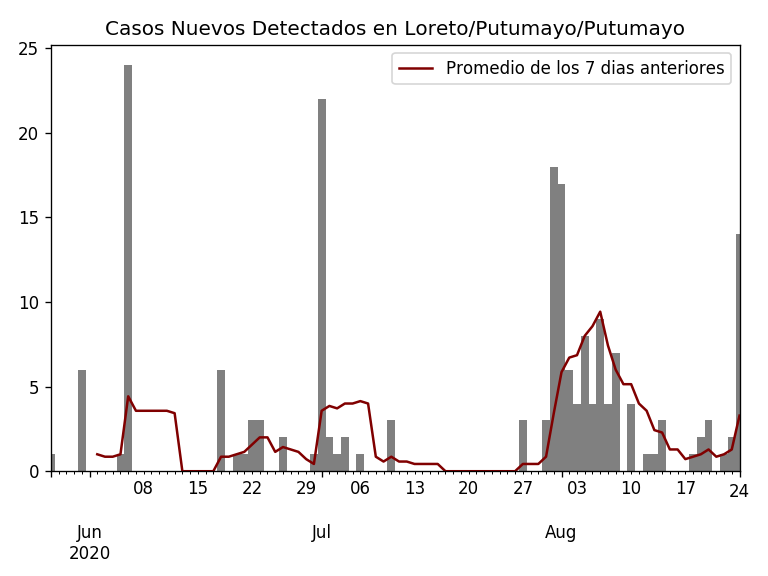 Casos Nuevos Detectados en Loreto/Putumayo/Putumayo
Promedio de los 7 dias anteriores
25
20
15
10
5
0
08 15 22 29 06 13 20 27 03 10 17 24
Jun Jul Aug
2020